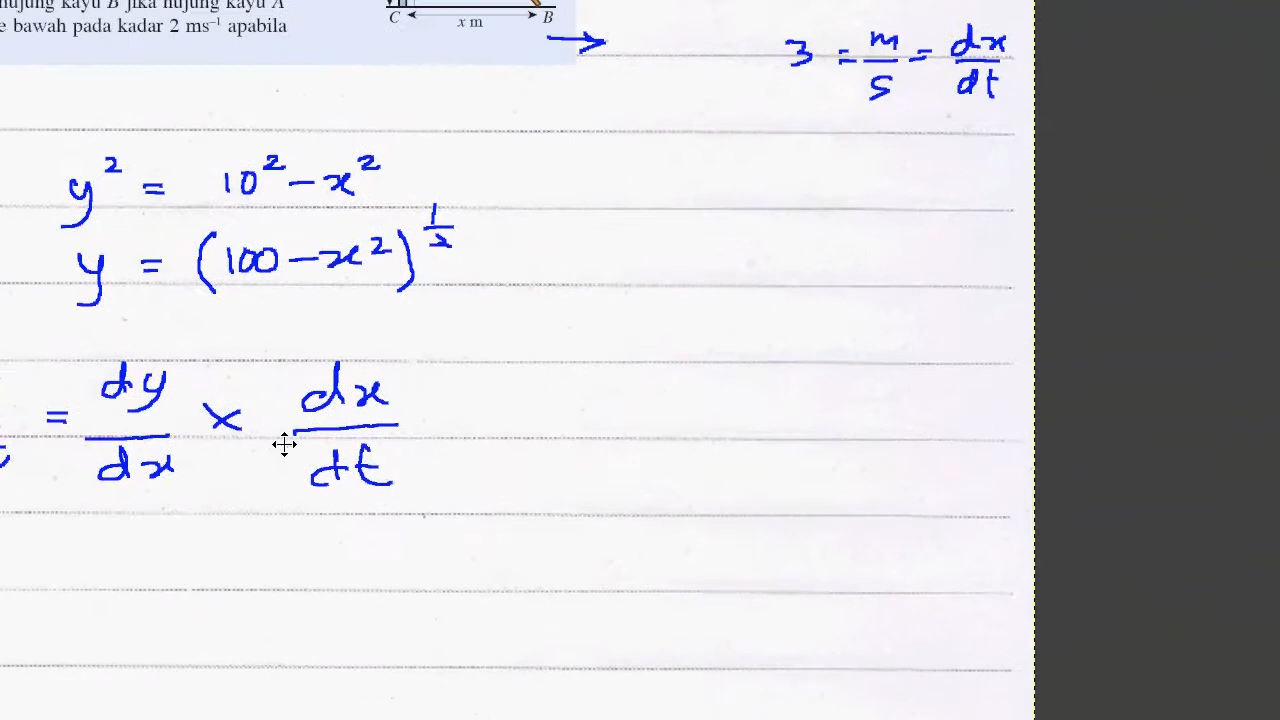 kayu B jika hujung kayu A
bawah pada kadar 2 ms⁻¹ apabila
C x m B
→ 3 = m/s = dx/dt
y² = 10² − x²
y = (100 − x²)^1/2
= dy/dx × dx/dt